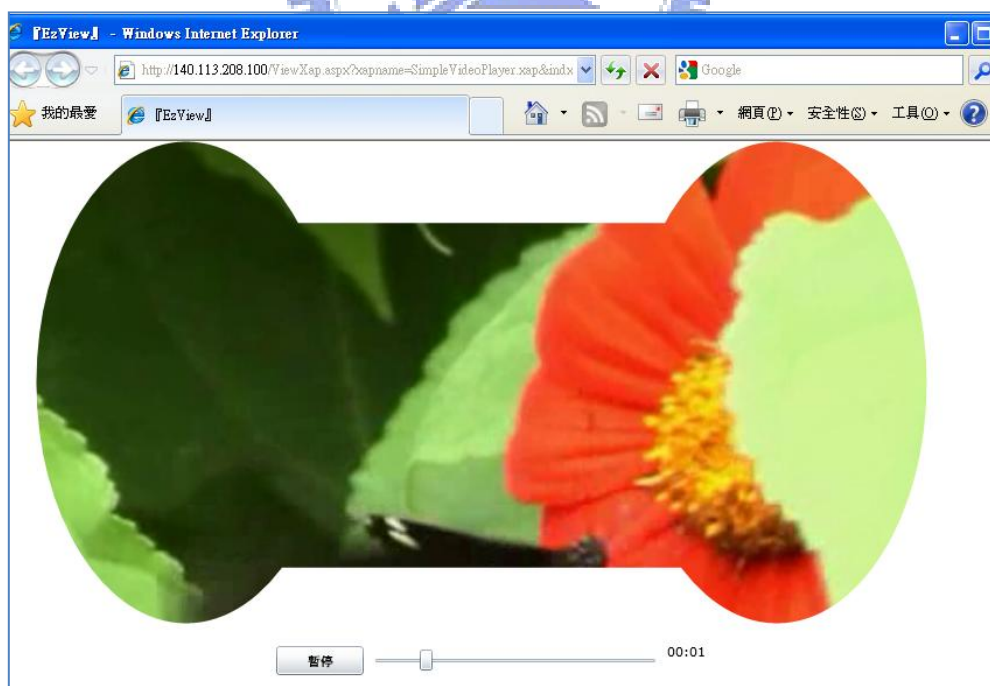 『EzView』 - Windows Internet Explorer
http://140.113.208.100/ViewXap.aspx?xapname=SimpleVideoPlayer.xap&indx
Google
我的最愛
『EzView』
網頁(P)
安全性(S)
工具(O)
暫停
00:01